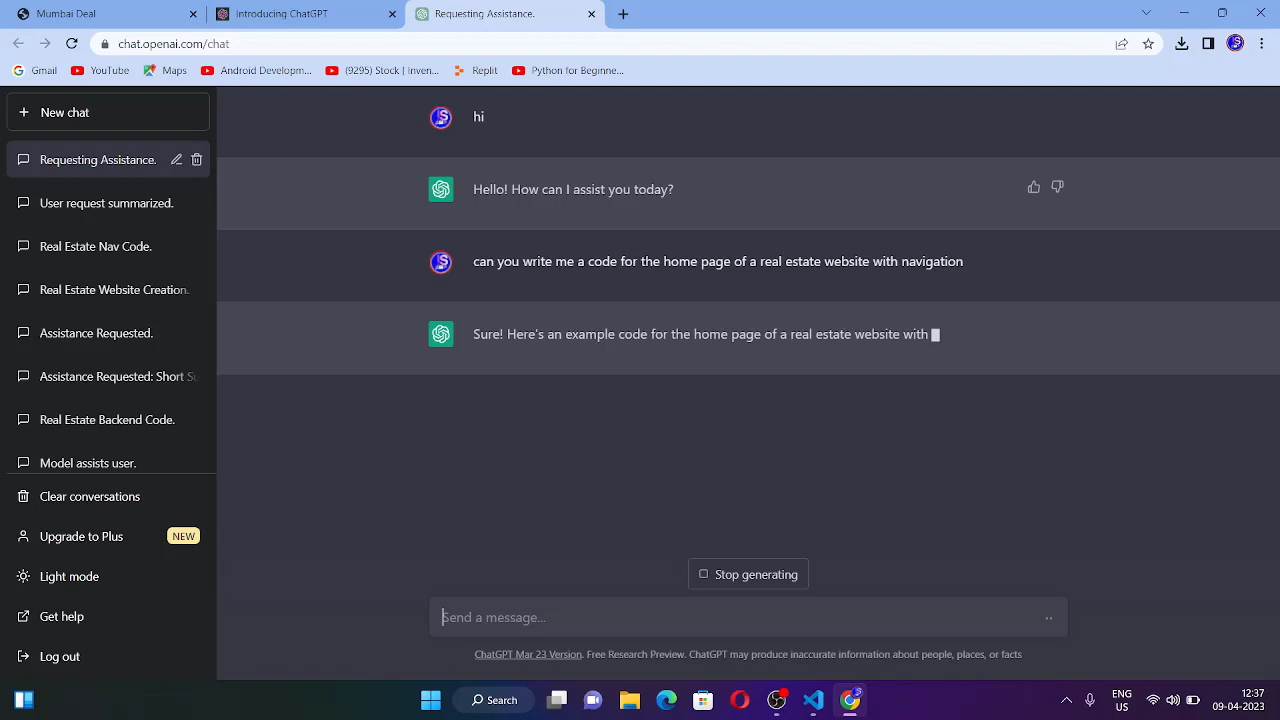 Mumbai Deal
Introducing ChatGPT
Requesting Assistance.
chat.openai.com/chat
Gmail
YouTube
Maps
Android Developm...
(9295) Stock | Inven...
Replit
Python for Beginne...
New chat
Requesting Assistance.
User request summarized.
Real Estate Nav Code.
Real Estate Website Creation.
Assistance Requested.
Assistance Requested: Short Su
Real Estate Backend Code.
Model assists user.
Clear conversations
Upgrade to Plus NEW
Light mode
Get help
Log out
hi
Hello! How can I assist you today?
can you write me a code for the home page of a real estate website with navigation
Sure! Here's an example code for the home page of a real estate website with
Stop generating
Send a message...
ChatGPT Mar 23 Version. Free Research Preview. ChatGPT may produce inaccurate information about people, places, or facts
Search
ENG
US
12:37
09-04-2023